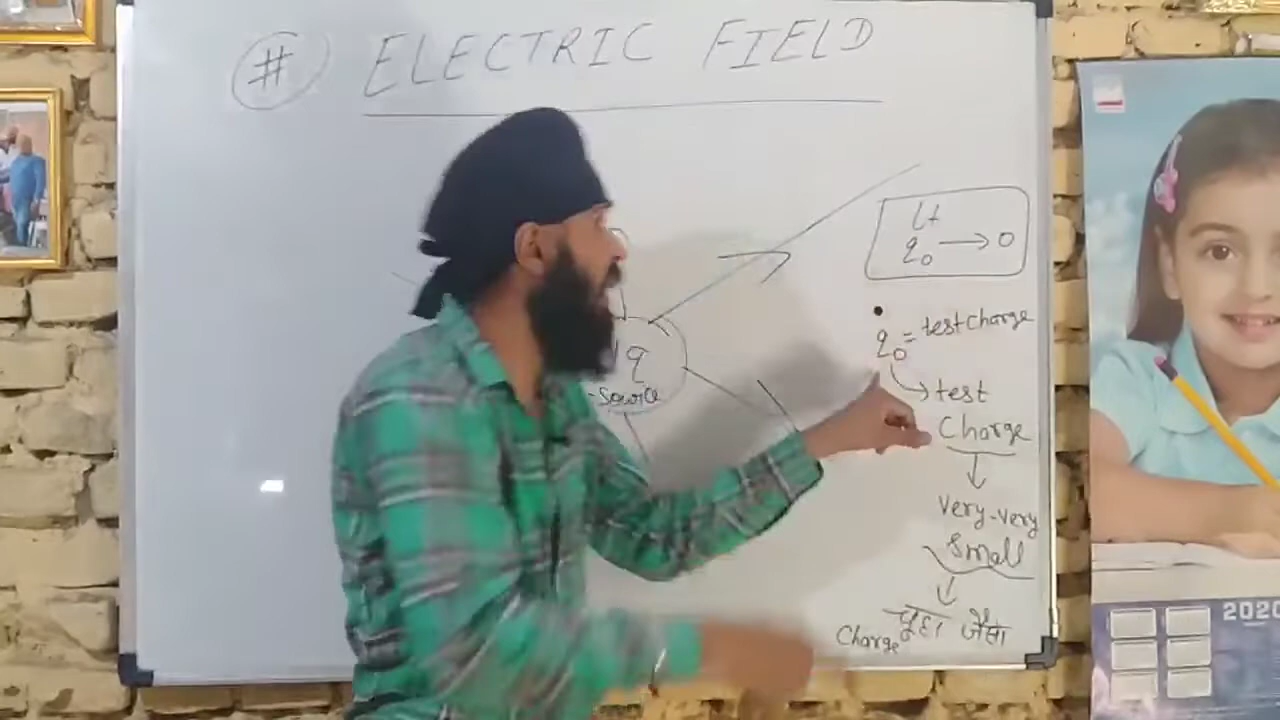 # ELECTRIC FIELD
Lt
q₀ → 0
q₀ = test charge
→ test
Charge
↓
very-very
Small
↓
चूहा जैसा
Charge
q
Source
2020